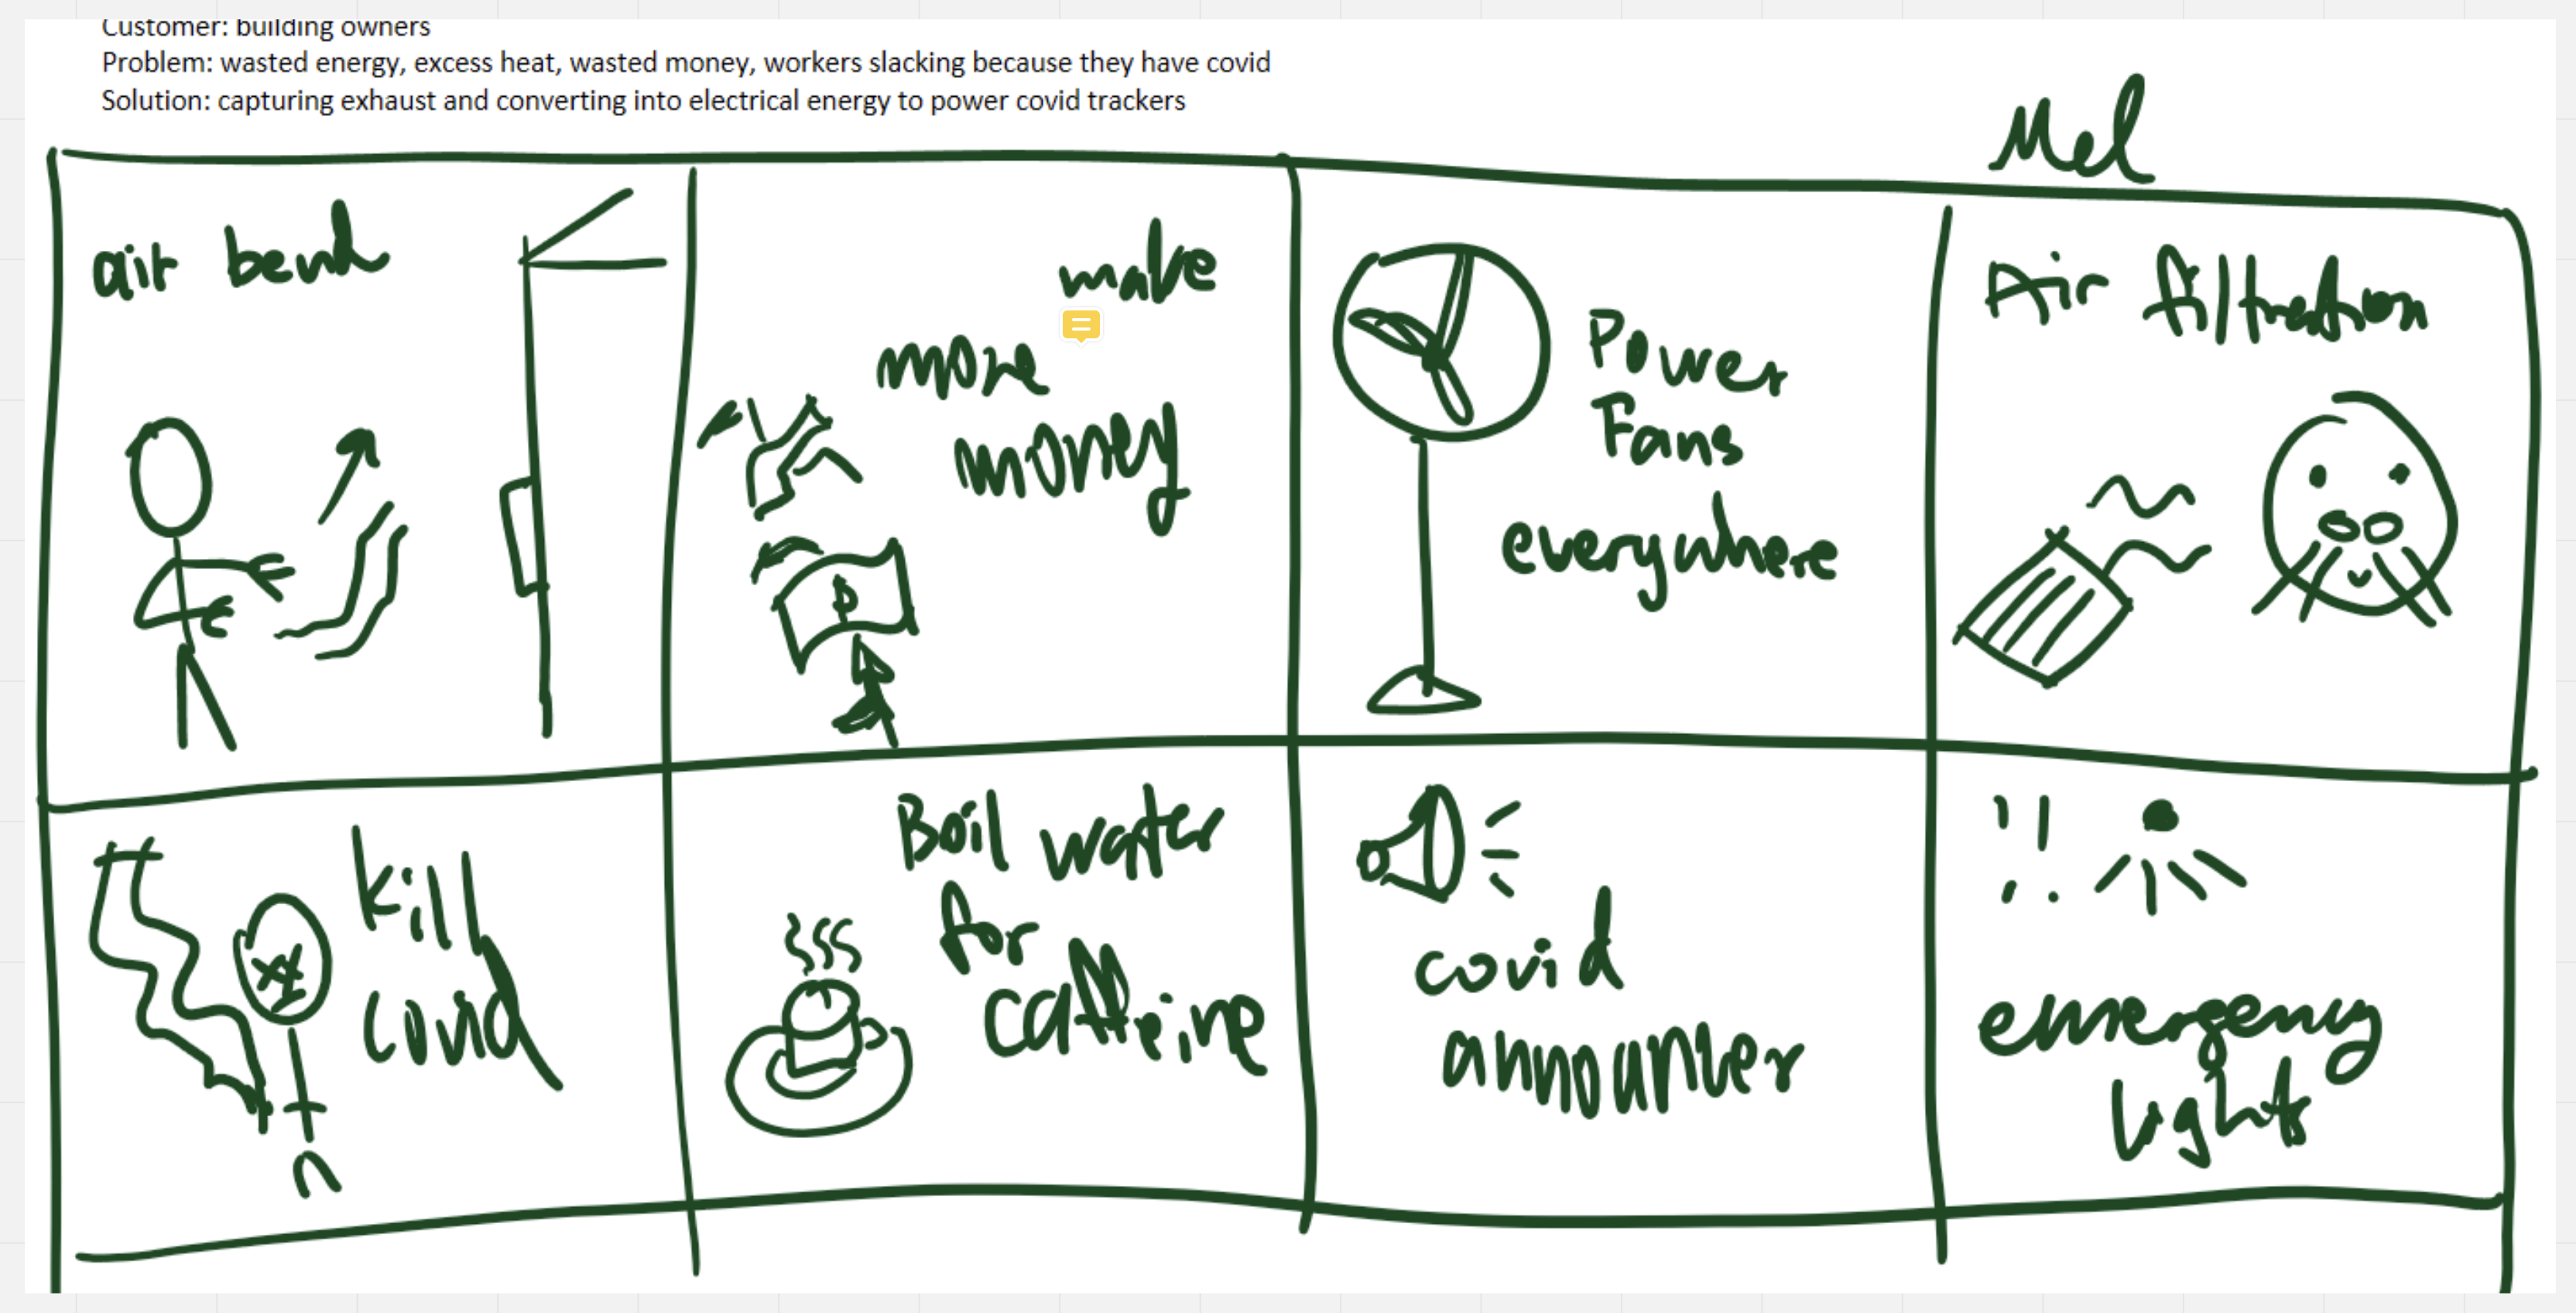 Customer: building owners
Problem: wasted energy, excess heat, wasted money, workers slacking because they have covid
Solution: capturing exhaust and converting into electrical energy to power covid trackers
Mel
air bend
make
more
money
Power
Fans
everywhere
Air filtration
kill
covid
Boil water
for
caffeine
covid
announcer
!!
emergency
lights